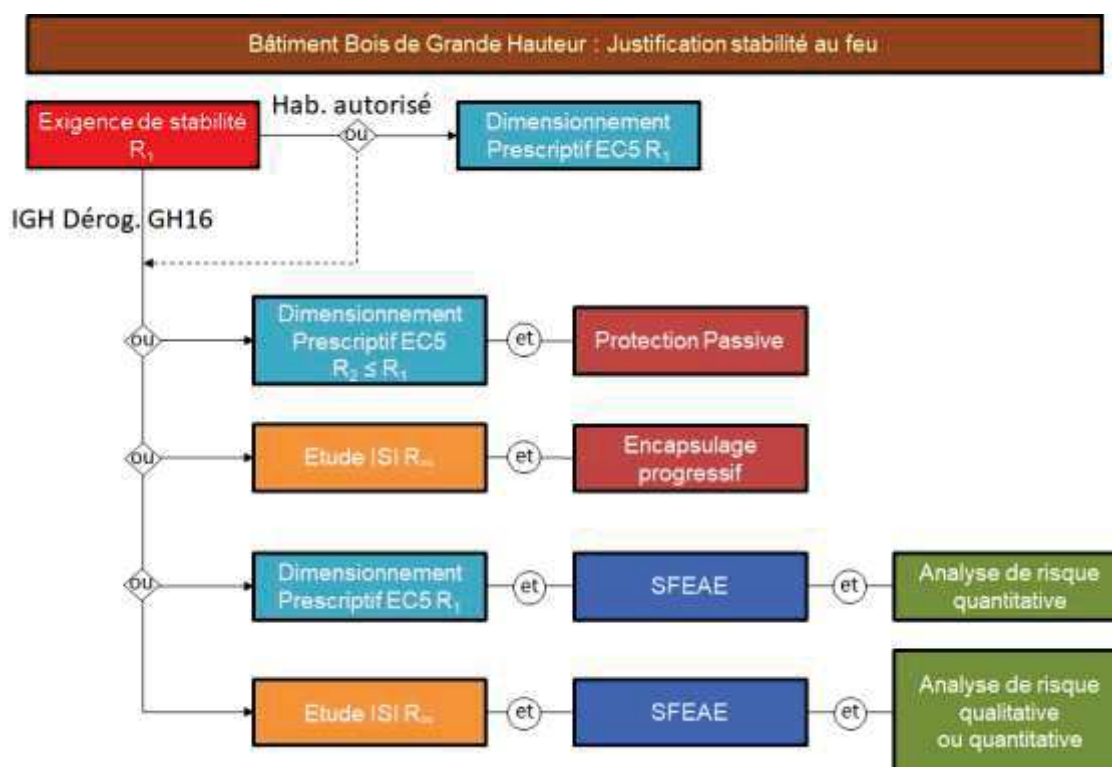 Bâtiment Bois de Grande Hauteur : Justification stabilité au feu
Hab. autorisé
Exigence de stabilité
R₁
ou
Dimensionnement
Prescriptif EC5 R₁
IGH Dérog. GH16
ou
Dimensionnement
Prescriptif EC5
R₂ ≤ R₁
et
Protection Passive
ou
Etude ISI R∞
et
Encapsulage
progressif
ou
Dimensionnement
Prescriptif EC5 R₁
et
SFEAE
et
Analyse de risque
quantitative
Etude ISI R∞
et
SFEAE
et
Analyse de risque
qualitative
ou quantitative